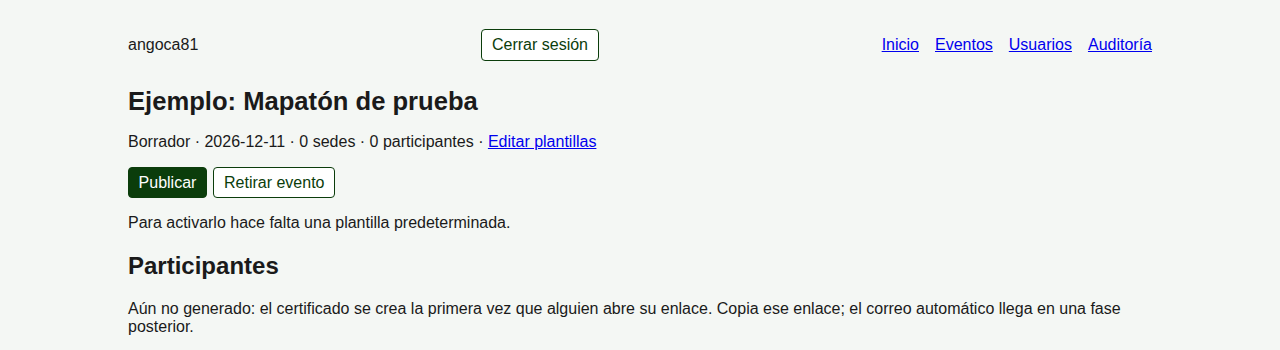 angoca81 Cerrar sesión Inicio Eventos Usuarios Auditoría
Ejemplo: Mapatón de prueba
Borrador · 2026-12-11 · 0 sedes · 0 participantes · Editar plantillas
Publicar Retirar evento
Para activarlo hace falta una plantilla predeterminada.
Participantes
Aún no generado: el certificado se crea la primera vez que alguien abre su enlace. Copia ese enlace; el correo automático llega en una fase
posterior.